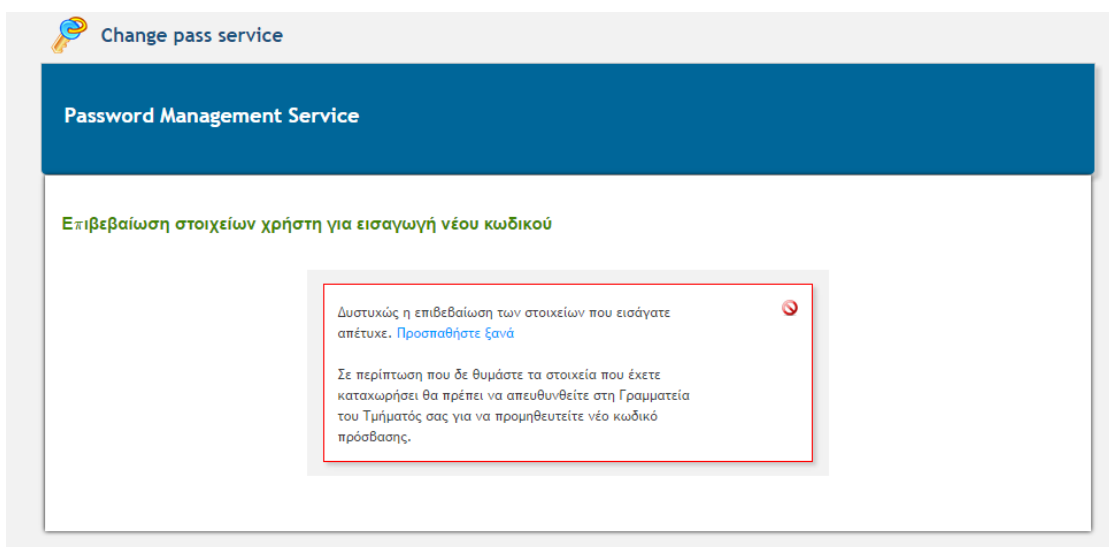 Change pass service
Password Management Service
Επιβεβαίωση στοιχείων χρήστη για εισαγωγή νέου κωδικού
Δυστυχώς η επιβεβαίωση των στοιχείων που εισάγατε
απέτυχε. Προσπαθήστε ξανά
Σε περίπτωση που δε θυμάστε τα στοιχεία που έχετε
καταχωρήσει θα πρέπει να απευθυνθείτε στη Γραμματεία
του Τμήματός σας για να προμηθευτείτε νέο κωδικό
πρόσβασης.